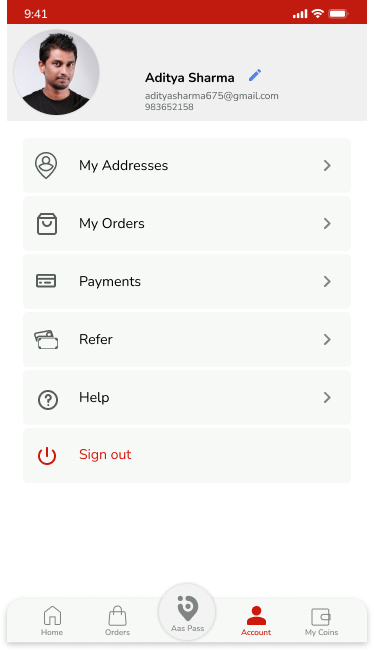 9:41
Aditya Sharma
adityasharma675@gmail.com
983652158
My Addresses
My Orders
Payments
Refer
Help
Sign out
Home
Orders
Aas Pass
Account
My Coins